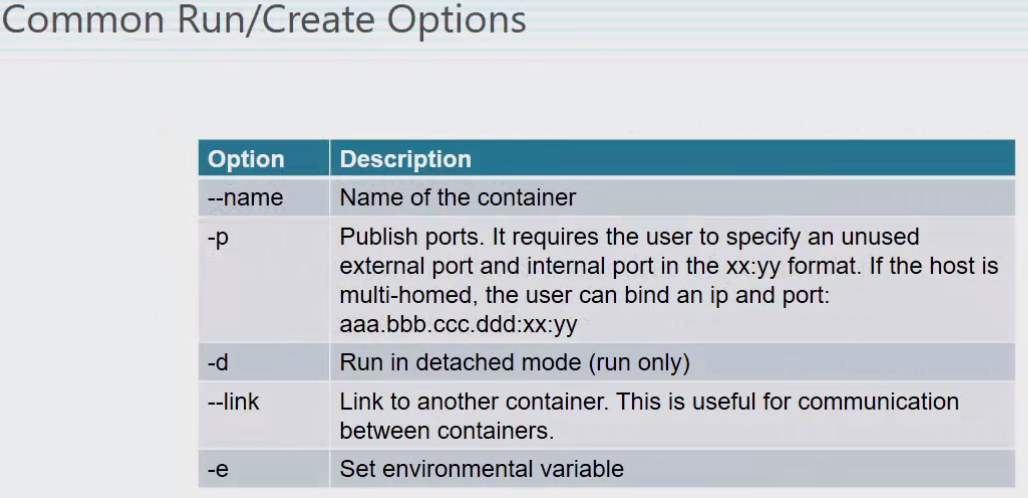 Common Run/Create Options
Option Description
--name Name of the container
-p Publish ports. It requires the user to specify an unused
external port and internal port in the xx:yy format. If the host is
multi-homed, the user can bind an ip and port:
aaa.bbb.ccc.ddd:xx:yy
-d Run in detached mode (run only)
--link Link to another container. This is useful for communication
between containers.
-e Set environmental variable